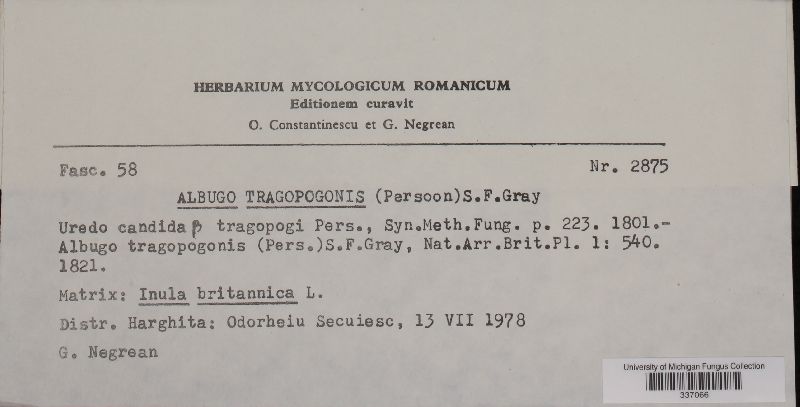 HERBARIUM MYCOLOGICUM ROMANICUM
Editionem curavit
O. Constantinescu et G. Negrean
Fasc. 58
Nr. 2875
ALBUGO TRAGOPOGONIS (Persoon)S.F.Gray
Uredo candida β tragopogi Pers., Syn.Meth.Fung. p. 223. 1801.-
Albugo tragopogonis (Pers.)S.F.Gray, Nat.Arr.Brit.Pl. 1: 540.
1821.
Matrix: Inula britannica L.
Distr. Harghita: Odorheiu Secuiesc, 13 VII 1978
G. Negrean
University of Michigan Fungus Collection
337066